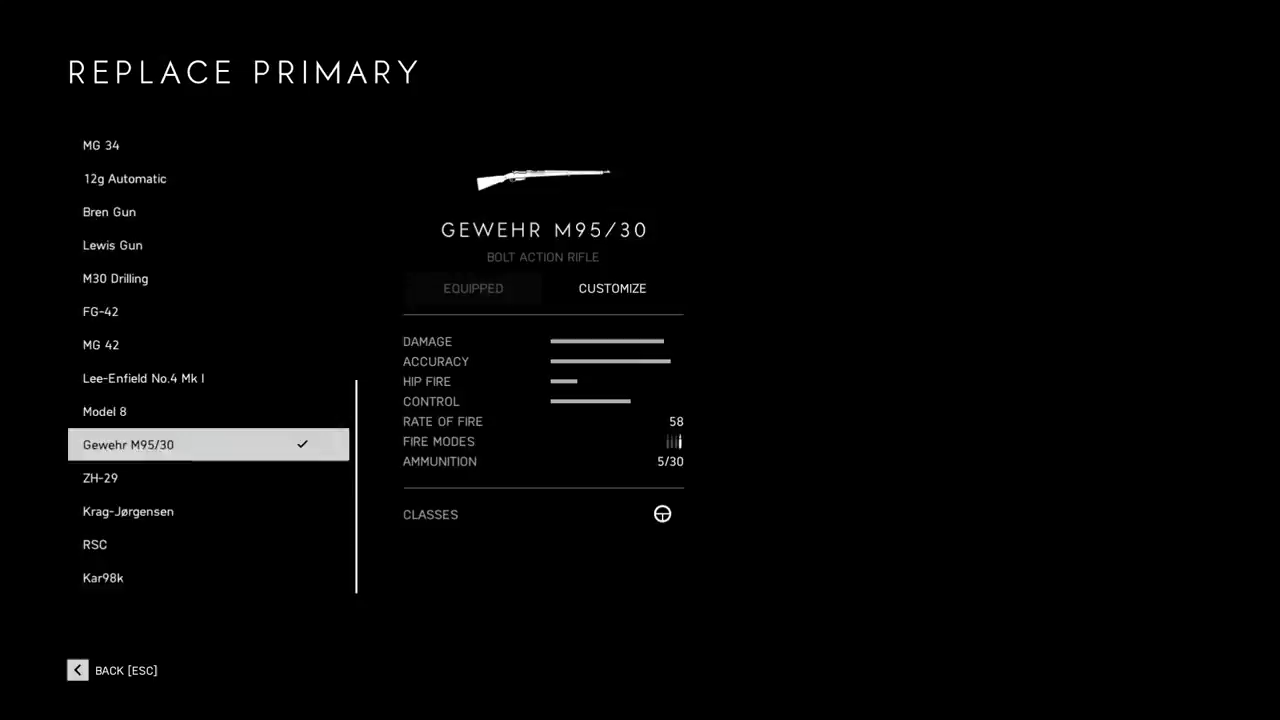 REPLACE PRIMARY
MG 34
12g Automatic
Bren Gun
Lewis Gun
M30 Drilling
FG-42
MG 42
Lee-Enfield No.4 Mk I
Model 8
Gewehr M95/30
ZH-29
Krag-Jørgensen
RSC
Kar98k
GEWEHR M95/30
BOLT ACTION RIFLE
EQUIPPED CUSTOMIZE
DAMAGE
ACCURACY
HIP FIRE
CONTROL
RATE OF FIRE 58
FIRE MODES
AMMUNITION 5/30
CLASSES
BACK [ESC]